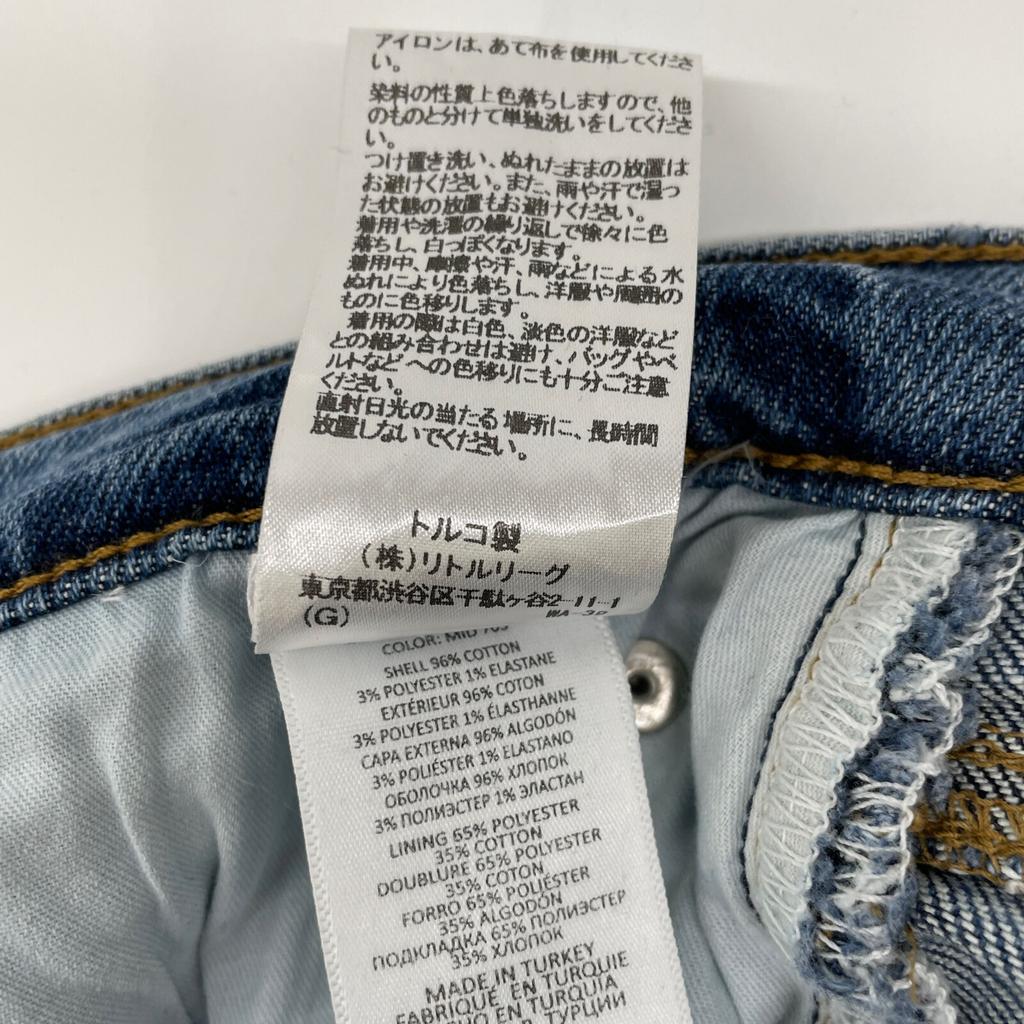 アイロンは、あて布を使用してくださ
い。
染料の性質上色落ちしますので、他
のものと分けて単独洗いをしてくださ
い。
つけ置き洗い、ぬれたままの放置は
お避けください。また、雨や汗で湿っ
た状態の放置もお避けください。
着用や洗濯の繰り返しで徐々に色
落ちし、白っぽくなります。
着用中、摩擦や汗、雨などによる水
ぬれにより色落ちし、洋服や周囲の
ものに色移りします。
着用の際は白色、淡色の洋服など
との組み合わせは避け、バッグやベ
ルトなど への色移りにも十分ご注意
ください。
直射日光の当たる場所に、長時間
放置しないでください。
トルコ製
(株)リトルリーグ
東京都渋谷区千駄ヶ谷2-11-1
(G) WA-38
COLOR: MID 703
SHELL 96% COTTON
3% POLYESTER 1% ELASTANE
EXTÉRIEUR 96% COTON
3% POLYESTER 1% ÉLASTHANNE
CAPA EXTERNA 96% ALGODÓN
3% POLIÉSTER 1% ELASTANO
ОБОЛОЧКА 96% ХЛОПОК
3% ПОЛИЭСТЕР 1% ЭЛАСТАН
LINING 65% POLYESTER
35% COTTON
DOUBLURE 65% POLYESTER
35% COTON
FORRO 65% POLIÉSTER
35% ALGODÓN
ПОДКЛАДКА 65% ПОЛИЭСТЕР
35% ХЛОПОК
MADE IN TURKEY
FABRIQUÉ EN TURQUIE
EN TURQUÍA
ТУРЦИИ